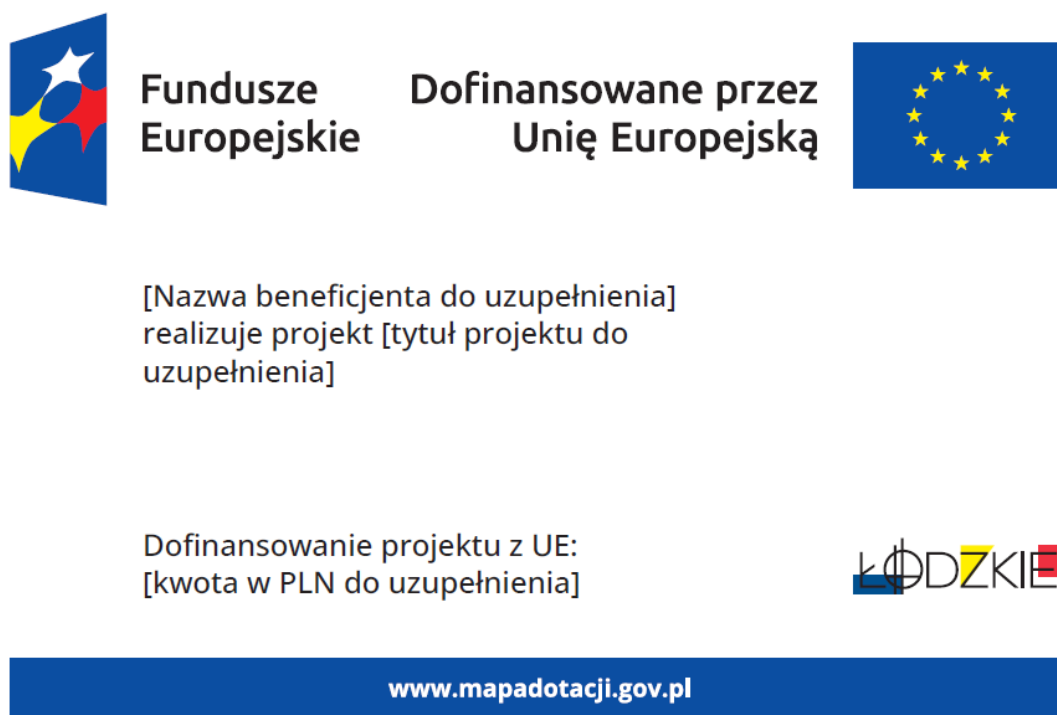 Fundusze
Europejskie
Dofinansowane przez
Unię Europejską
[Nazwa beneficjenta do uzupełnienia]
realizuje projekt [tytuł projektu do
uzupełnienia]
Dofinansowanie projektu z UE:
[kwota w PLN do uzupełnienia]
ŁÓDZKIE
www.mapadotacji.gov.pl